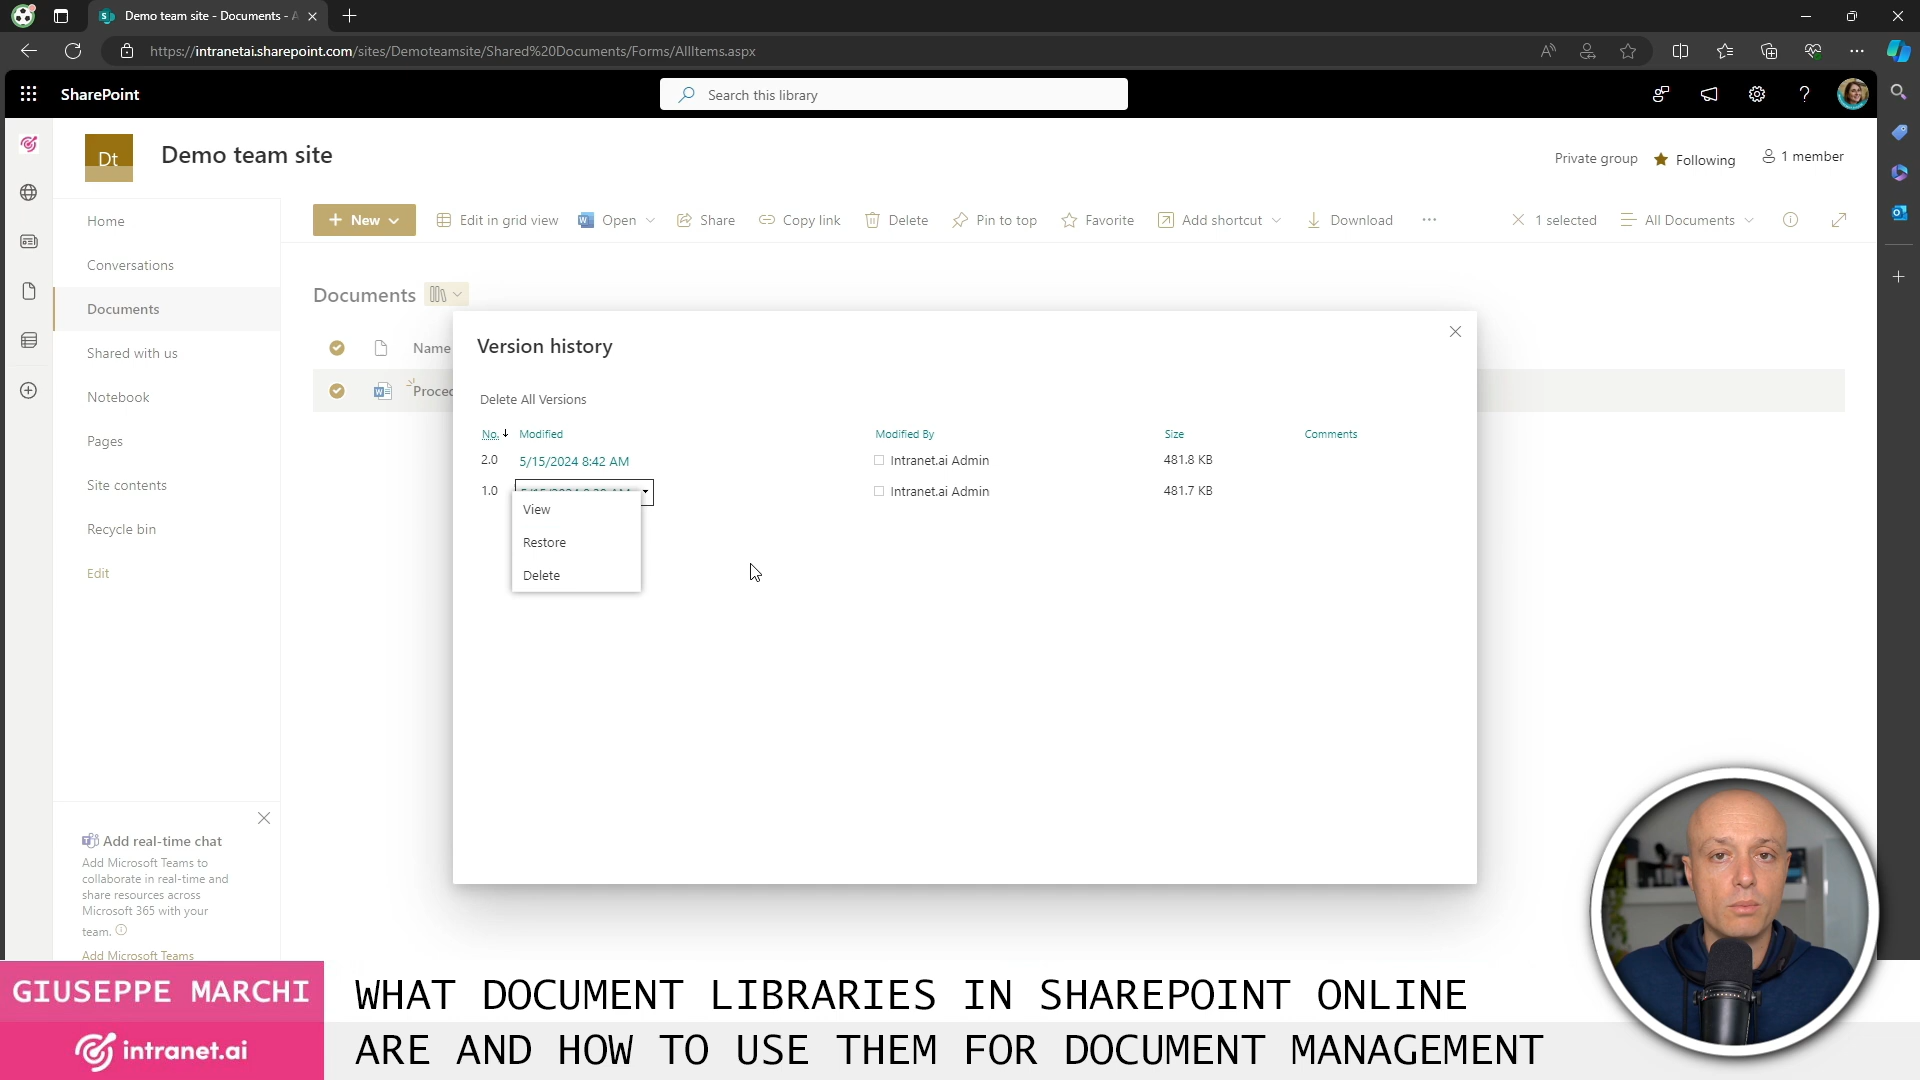 Demo team site - Documents - A
https://intranetai.sharepoint.com/sites/Demoteamsite/Shared%20Documents/Forms/AllItems.aspx
SharePoint
Search this library
Dt
Demo team site
Private group
Following
1 member
Home
Conversations
Documents
Shared with us
Notebook
Pages
Site contents
Recycle bin
Edit
New
Edit in grid view
Open
Share
Copy link
Delete
Pin to top
Favorite
Add shortcut
Download
1 selected
All Documents
Documents
Name
Proced
Version history
Delete All Versions
No. Modified Modified By Size Comments
2.0 5/15/2024 8:42 AM Intranet.ai Admin 481.8 KB
1.0 Intranet.ai Admin 481.7 KB
View
Restore
Delete
Add real-time chat
Add Microsoft Teams to
collaborate in real-time and
share resources across
Microsoft 365 with your
team.
Add Microsoft Teams
GIUSEPPE MARCHI
intranet.ai
WHAT DOCUMENT LIBRARIES IN SHAREPOINT ONLINE
ARE AND HOW TO USE THEM FOR DOCUMENT MANAGEMENT